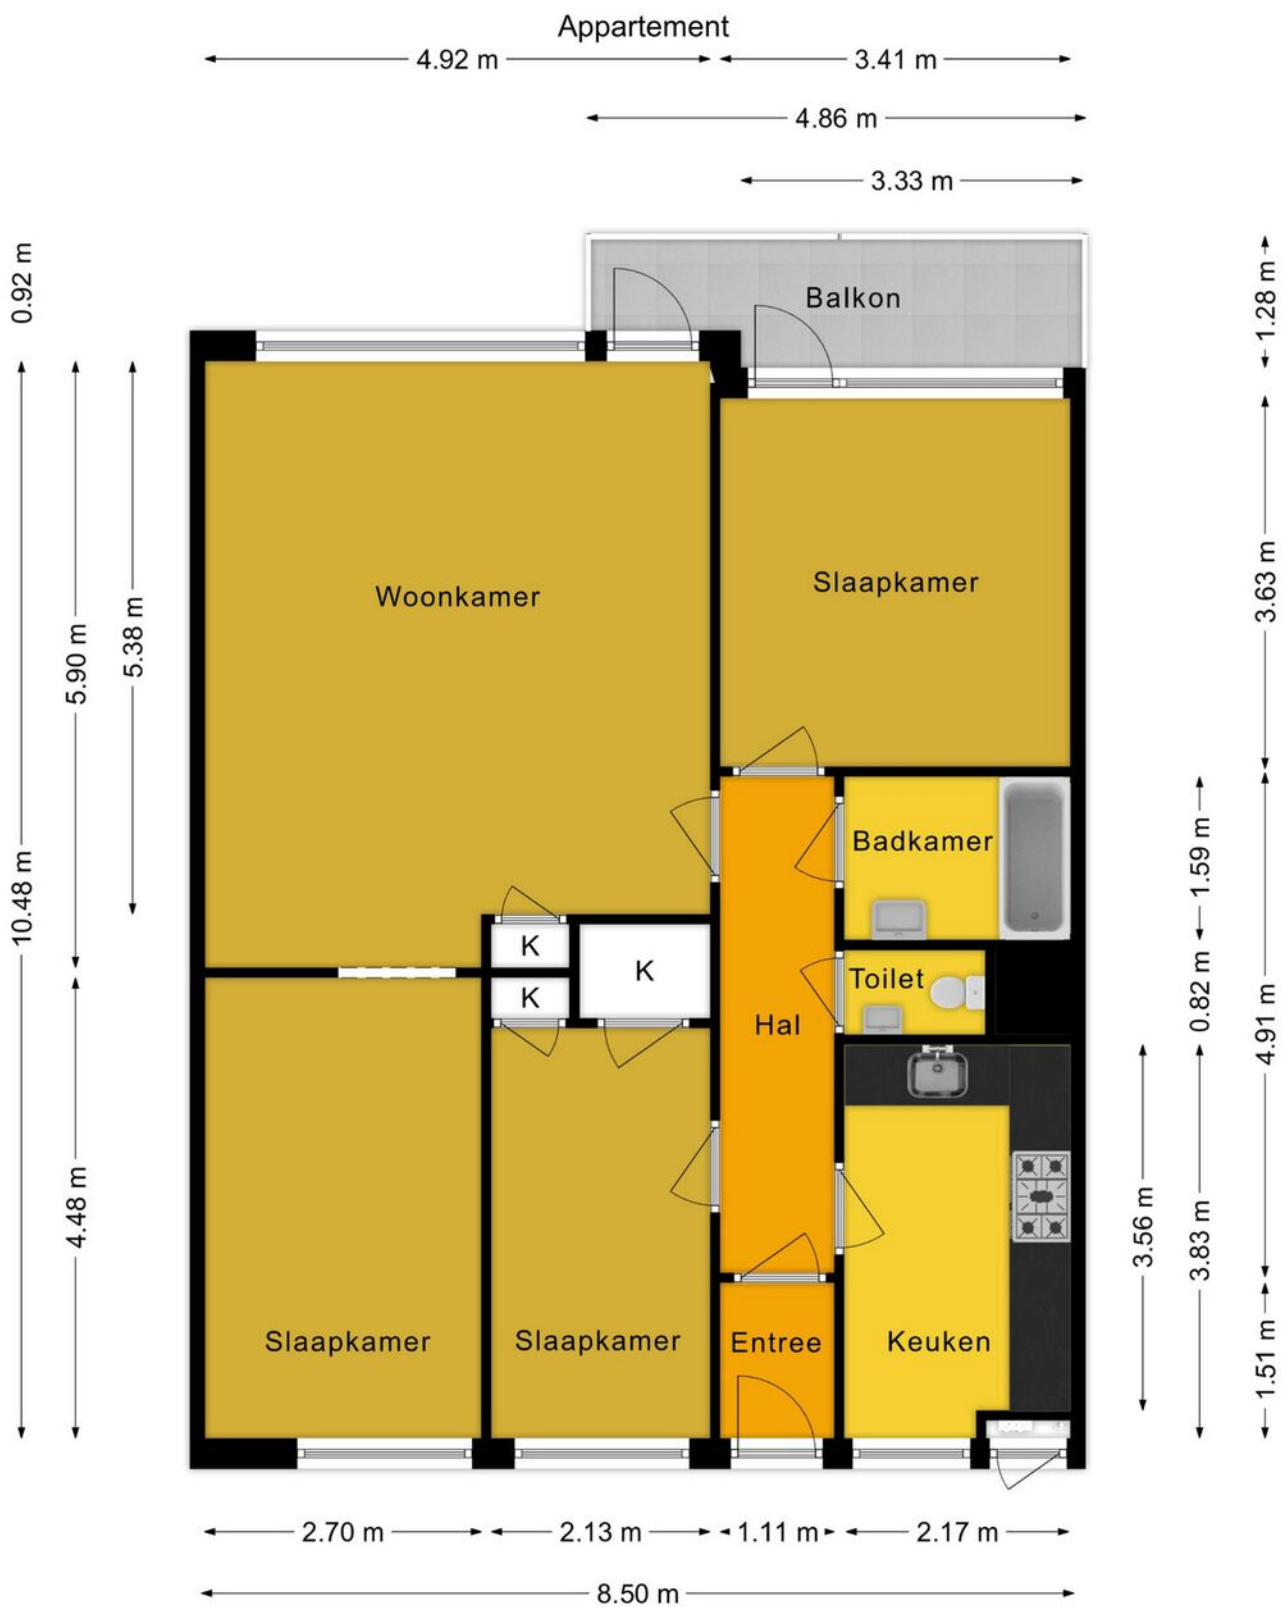 Appartement
4.92 m
3.41 m
4.86 m
3.33 m
0.92 m
1.28 m
Balkon
Woonkamer
Slaapkamer
10.48 m
5.90 m
5.38 m
3.63 m
Badkamer
1.59 m
K
K
K
Toilet
0.82 m
Hal
4.91 m
4.48 m
3.56 m
3.83 m
Slaapkamer
Slaapkamer
Entree
Keuken
1.51 m
2.70 m
2.13 m
1.11 m
2.17 m
8.50 m